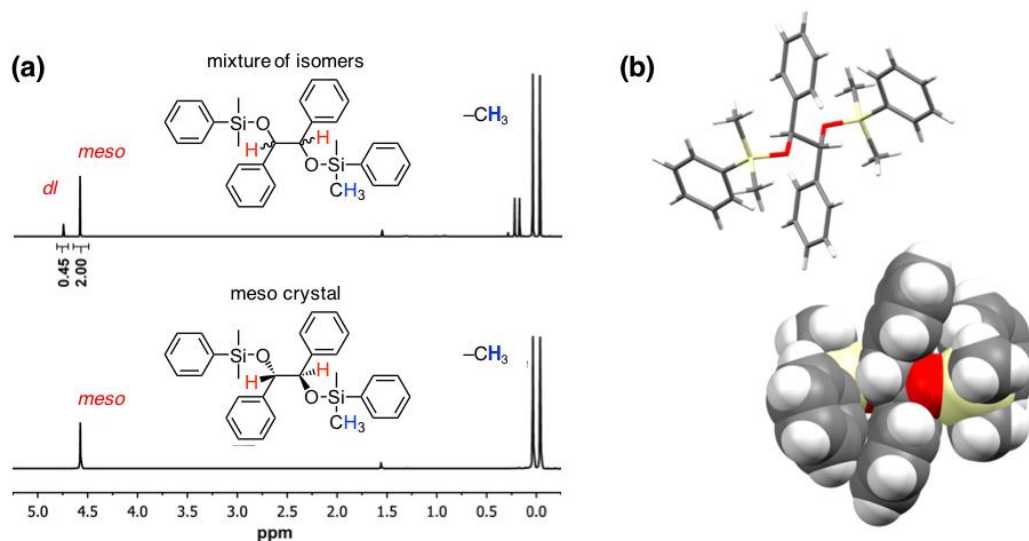 (a)
mixture of isomers
Si
O
H
H
O
Si
CH3
–CH3
meso
dl
0.45
2.00
meso crystal
Si
O
H
H
O
Si
CH3
–CH3
meso
5.0 4.5 4.0 3.5 3.0 2.5 2.0 1.5 1.0 0.5 0.0
ppm
(b)